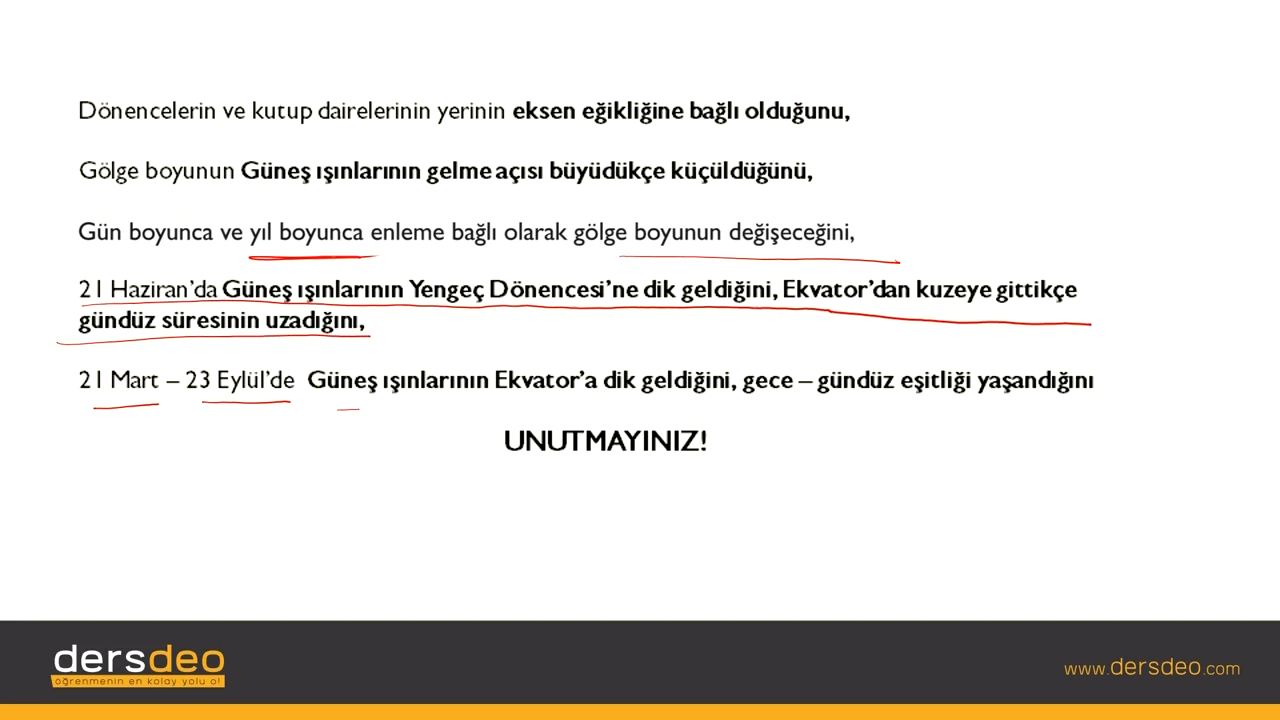 Dönencelerin ve kutup dairelerinin yerinin eksen eğikliğine bağlı olduğunu,
Gölge boyunun Güneş ışınlarının gelme açısı büyüdükçe küçüldüğünü,
Gün boyunca ve yıl boyunca enleme bağlı olarak gölge boyunun değişeceğini,
21 Haziran'da Güneş ışınlarının Yengeç Dönencesi'ne dik geldiğini, Ekvator'dan kuzeye gittikçe
gündüz süresinin uzadığını,
21 Mart – 23 Eylül'de Güneş ışınlarının Ekvator'a dik geldiğini, gece – gündüz eşitliği yaşandığını
UNUTMAYINIZ!
dersdeo
öğrenmenin en kolay yolu o!
www.dersdeo.com